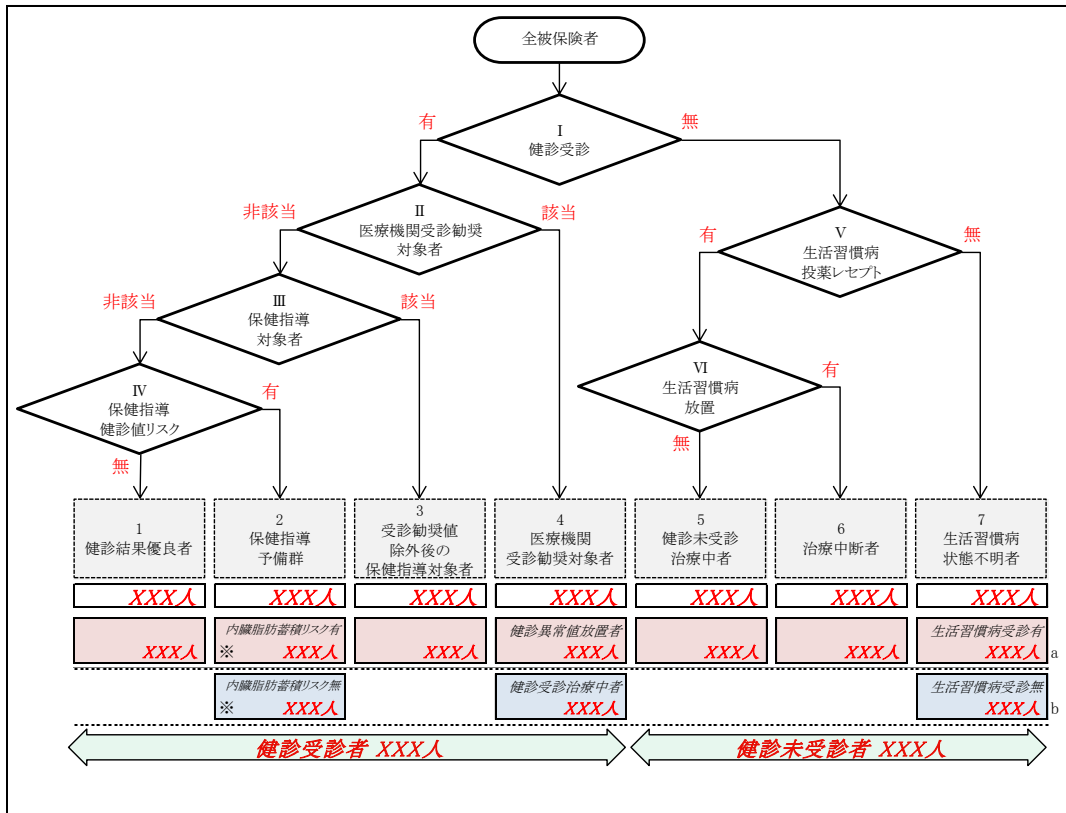 全被保険者
Ⅰ
健診受診
有
無
Ⅱ
医療機関受診勧奨
対象者
非該当
該当
Ⅴ
生活習慣病
投薬レセプト
有
無
Ⅲ
保健指導
対象者
非該当
該当
Ⅵ
生活習慣病
放置
有
無
Ⅳ
保健指導
健診値リスク
有
無
1
健診結果優良者
2
保健指導
予備群
3
受診勧奨値
除外後の
保健指導対象者
4
医療機関
受診勧奨対象者
5
健診未受診
治療中者
6
治療中断者
7
生活習慣病
状態不明者
XXX人
XXX人
XXX人
XXX人
XXX人
XXX人
XXX人
XXX人
内臓脂肪蓄積リスク有
※ XXX人
XXX人
健診異常値放置者
XXX人
XXX人
XXX人
生活習慣病受診有
XXX人
a
内臓脂肪蓄積リスク無
※ XXX人
健診受診治療中者
XXX人
生活習慣病受診無
XXX人
b
健診受診者 XXX人
健診未受診者 XXX人